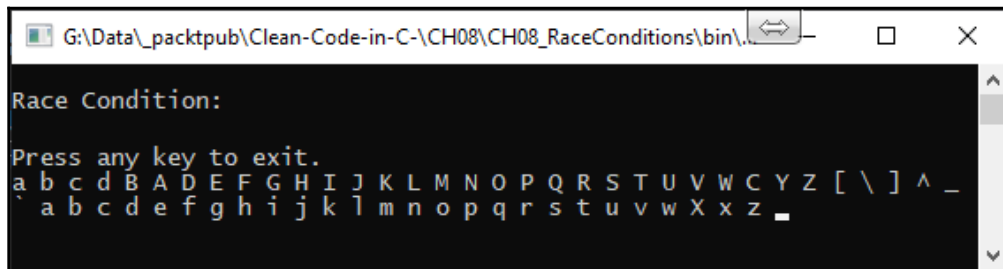 G:\Data\_packtpub\Clean-Code-in-C-\CH08\CH08_RaceConditions\bin\...
Race Condition:
Press any key to exit.
a b c d B A D E F G H I J K L M N O P Q R S T U V W C Y Z [ \ ] ^ _
` a b c d e f g h i j k l m n o p q r s t u v w X x z